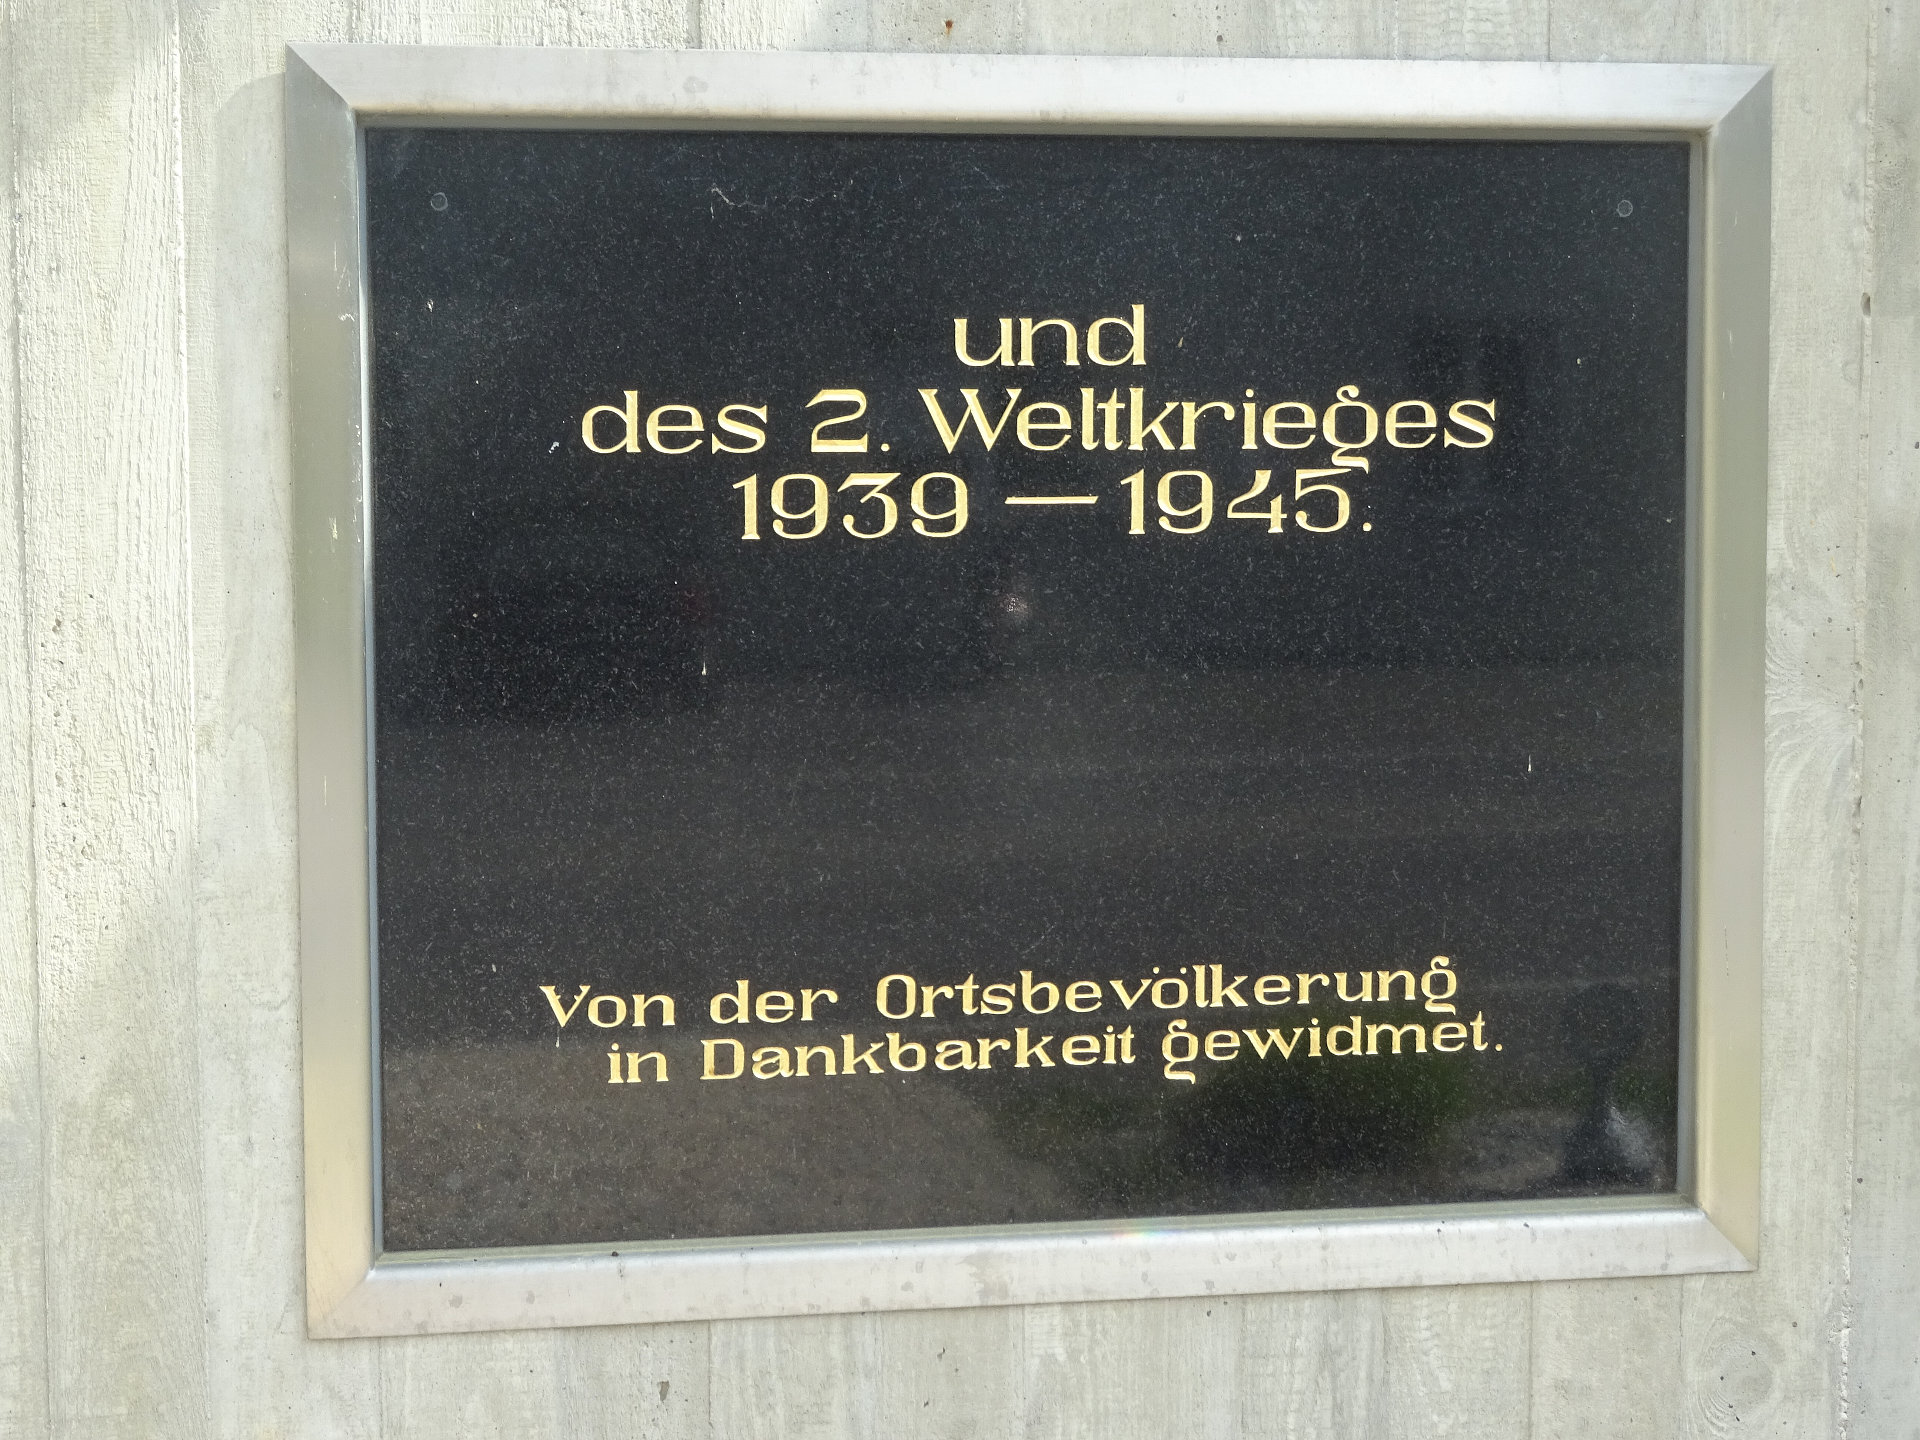 und
des 2. Weltkrieges
1939 — 1945.
Von der Ortsbevölkerung
in Dankbarkeit gewidmet.